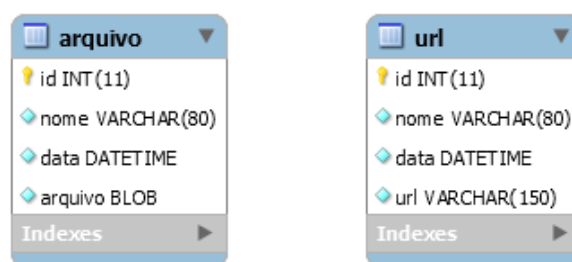 arquivo
id INT(11)
nome VARCHAR(80)
data DATETIME
arquivo BLOB
Indexes
url
id INT(11)
nome VARCHAR(80)
data DATETIME
url VARCHAR(150)
Indexes